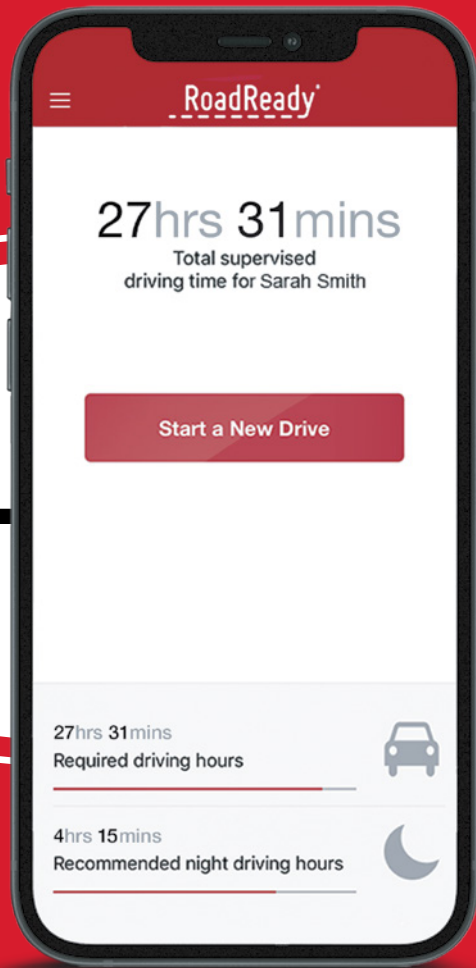 RoadReady®
27hrs 31mins
Total supervised
driving time for Sarah Smith
Start a New Drive
27hrs 31mins
Required driving hours
4hrs 15mins
Recommended night driving hours